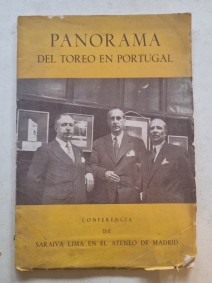 PANORAMA
DEL TOREO EN PORTUGAL
CONFERENCIA
DE
SARAIVA LIMA EN EL ATENEO DE MADRID